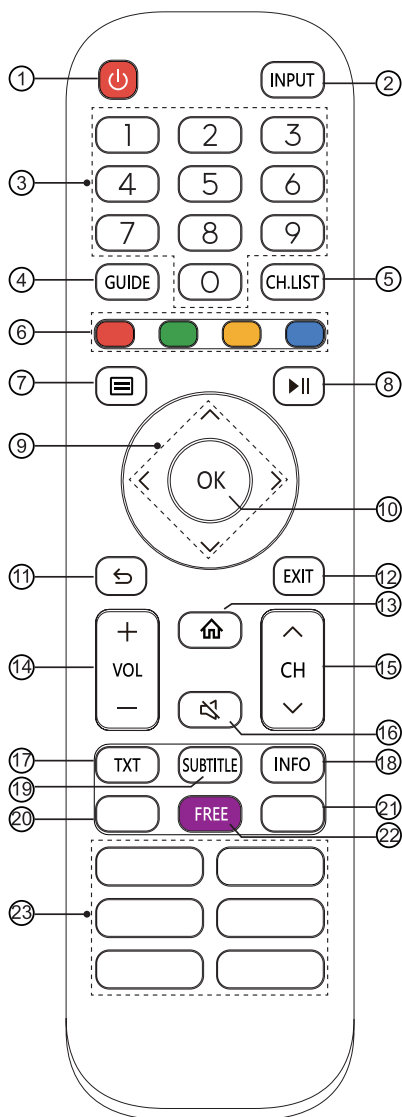 ① INPUT ②
1 2 3
③ 4 5 6
7 8 9
④ GUIDE 0 CH.LIST ⑤
⑥
⑦ ⑧
⑨
OK
⑩
⑪ EXIT ⑫
⑬
+
⑭ VOL CH ⑮
—
⑯
⑰ TXT SUBTITLE INFO ⑱
⑲
⑳ FREE ㉑
㉒
㉓